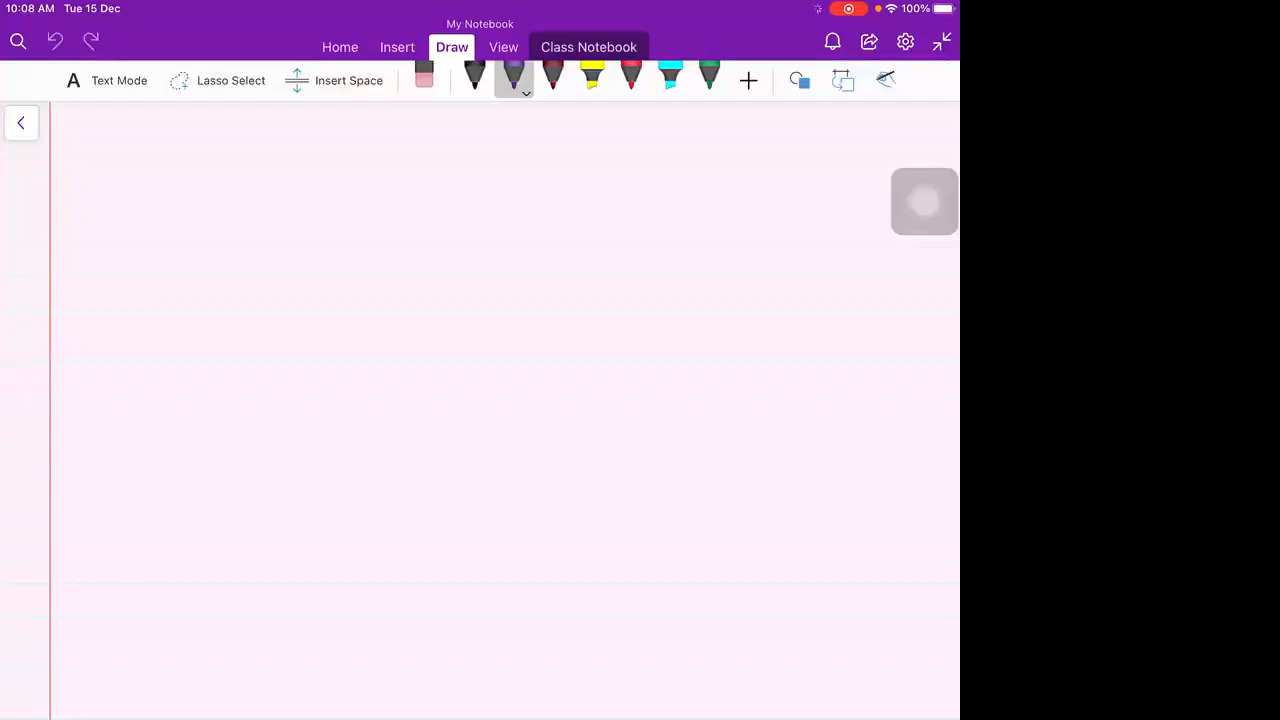 10:08 AM Tue 15 Dec 100%
My Notebook
Home Insert Draw View Class Notebook
A Text Mode Lasso Select Insert Space